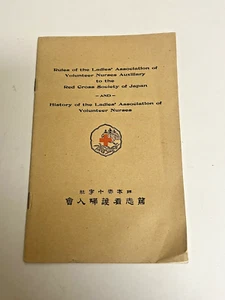 Rules of the Ladies' Association of
Volunteer Nurses Auxiliary
to the
Red Cross Society of Japan
—AND—
History of the Ladies' Association of
Volunteer Nurses
日本赤十字社
篤志看護婦人會